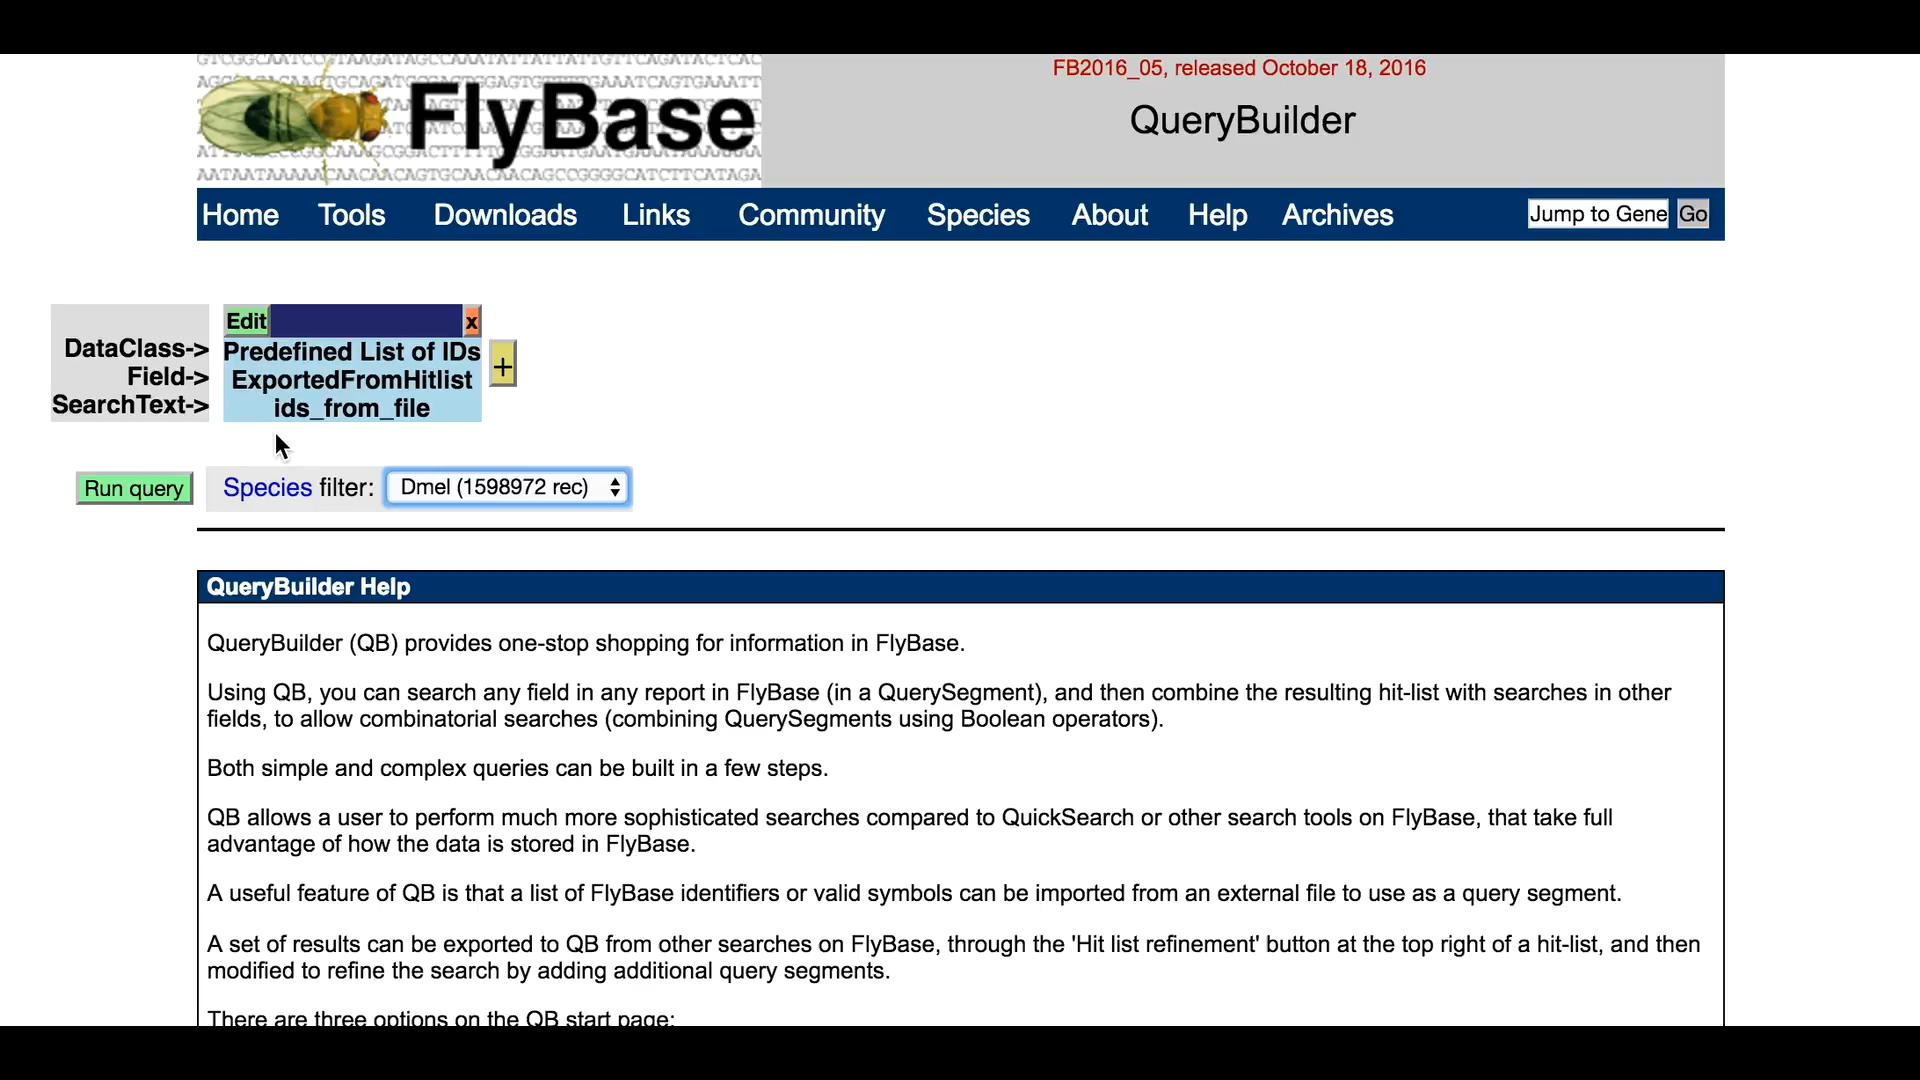 FlyBase
FB2016_05, released October 18, 2016
QueryBuilder
Home Tools Downloads Links Community Species About Help Archives Jump to Gene Go
Edit x
DataClass-> Predefined List of IDs
Field-> ExportedFromHitlist +
SearchText-> ids_from_file
Run query Species filter: Dmel (1598972 rec)
QueryBuilder Help
QueryBuilder (QB) provides one-stop shopping for information in FlyBase.
Using QB, you can search any field in any report in FlyBase (in a QuerySegment), and then combine the resulting hit-list with searches in other
fields, to allow combinatorial searches (combining QuerySegments using Boolean operators).
Both simple and complex queries can be built in a few steps.
QB allows a user to perform much more sophisticated searches compared to QuickSearch or other search tools on FlyBase, that take full
advantage of how the data is stored in FlyBase.
A useful feature of QB is that a list of FlyBase identifiers or valid symbols can be imported from an external file to use as a query segment.
A set of results can be exported to QB from other searches on FlyBase, through the 'Hit list refinement' button at the top right of a hit-list, and then
modified to refine the search by adding additional query segments.
There are three options on the QB start page: